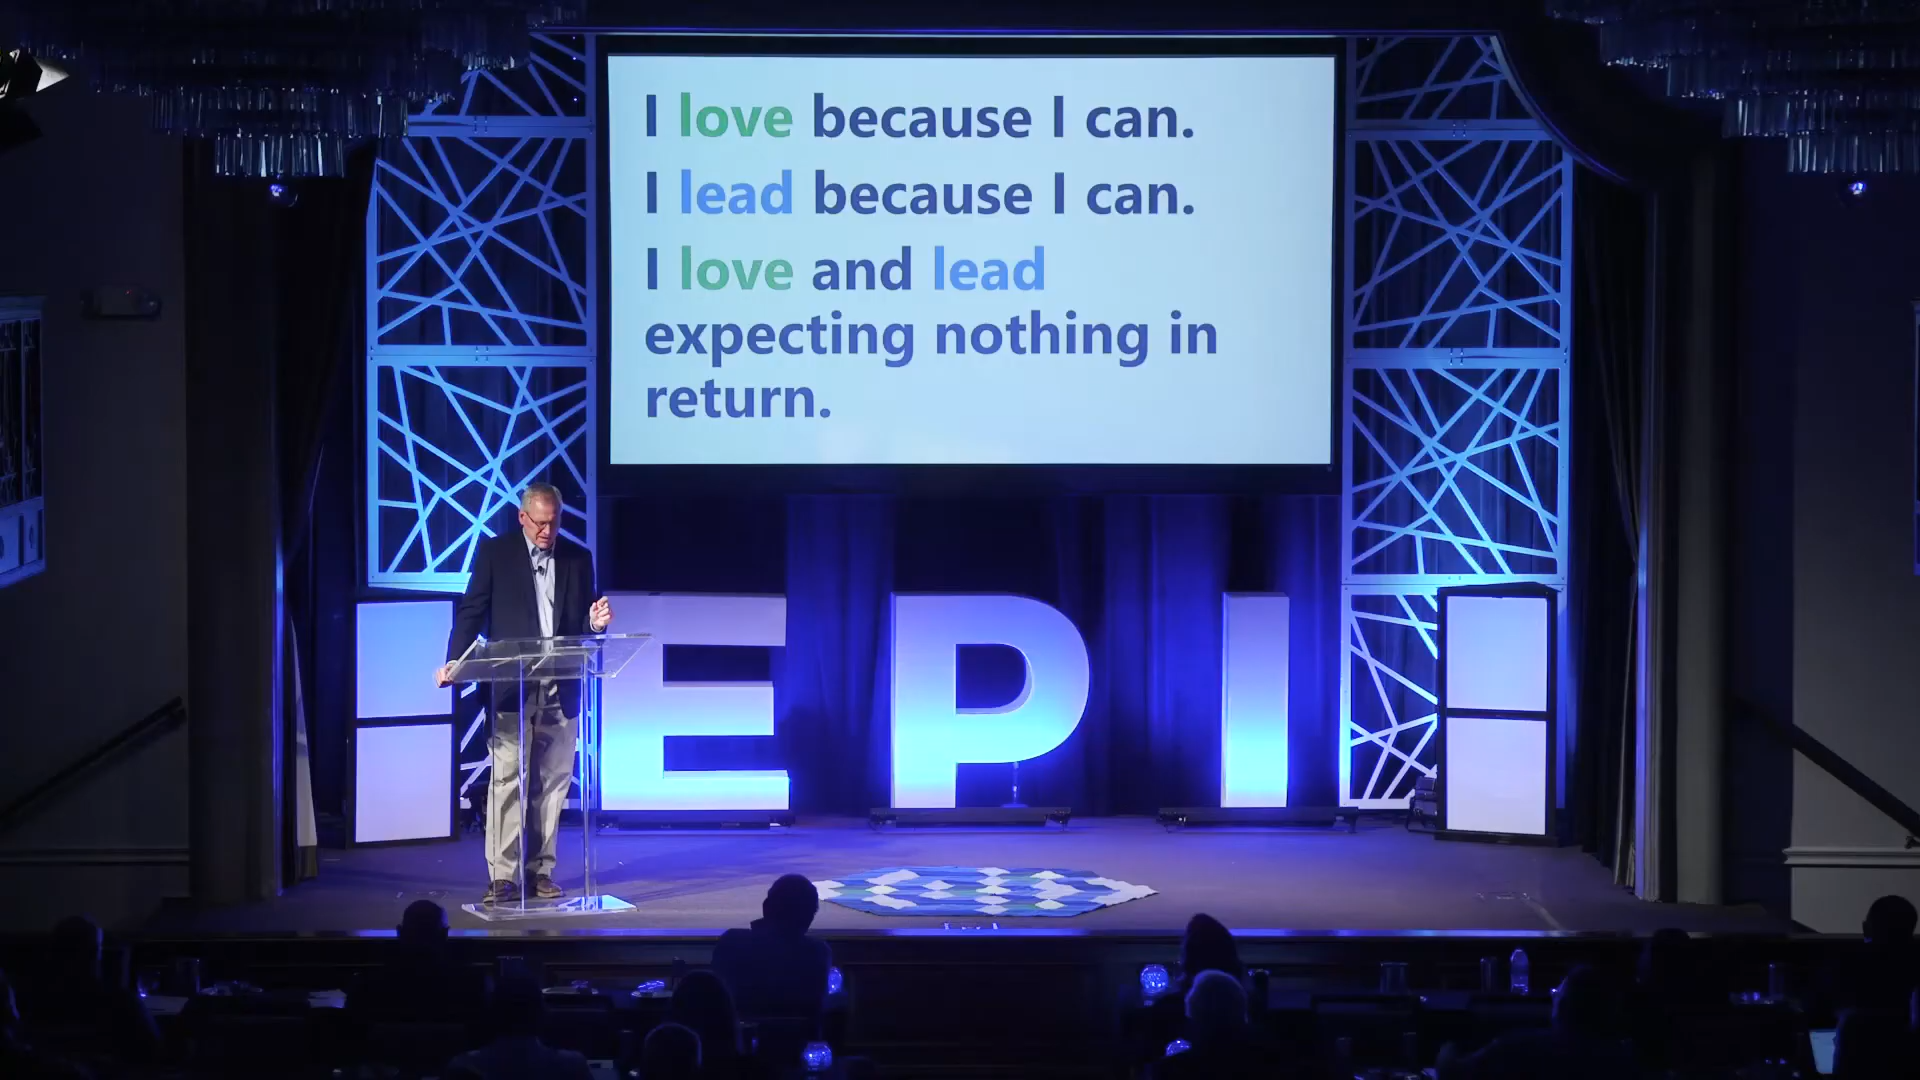 I love because I can.
I lead because I can.
I love and lead
expecting nothing in
return.
EPI